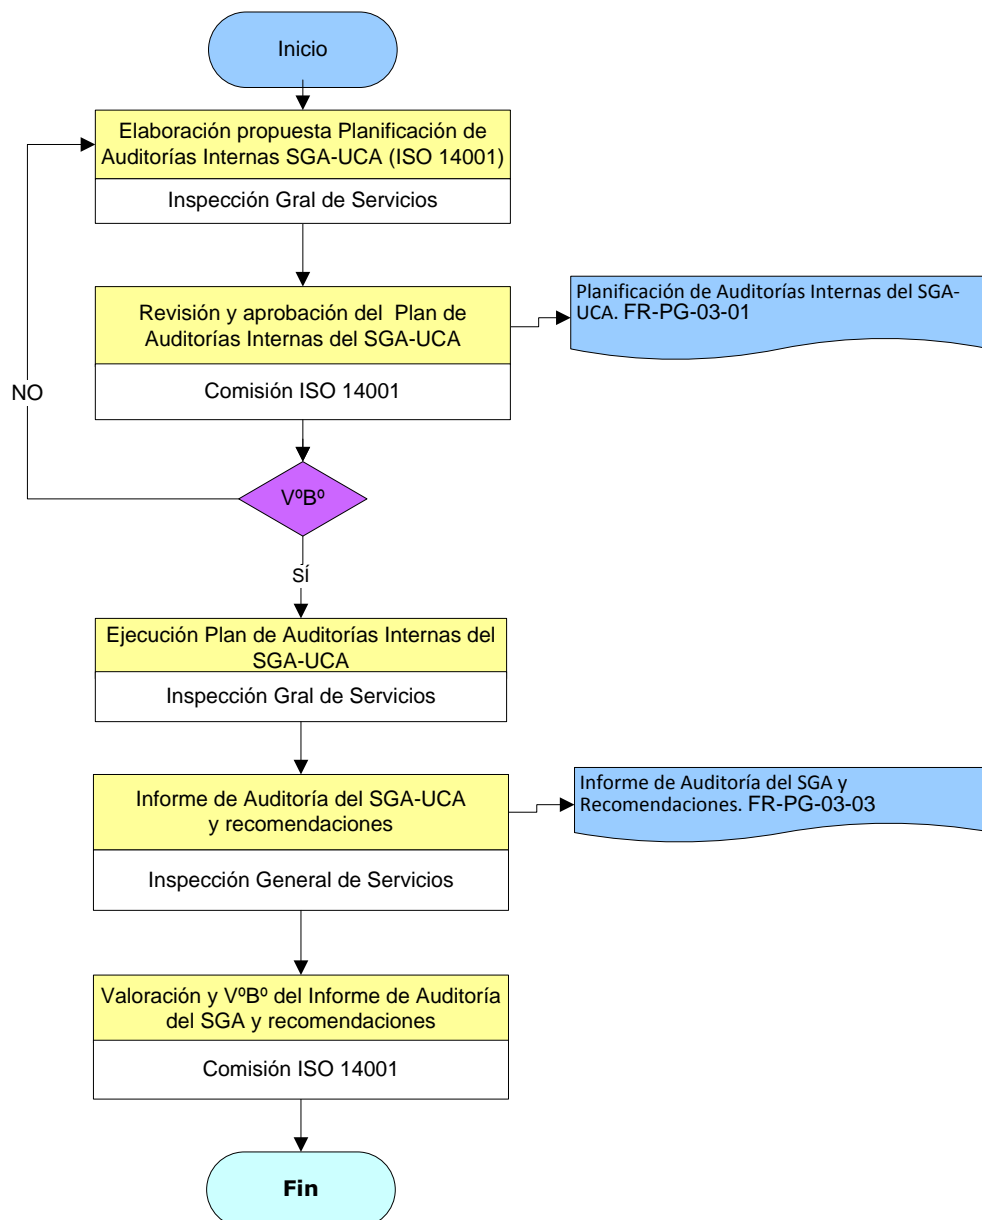 Inicio
Elaboración propuesta Planificación de
Auditorías Internas SGA-UCA (ISO 14001)
Inspección Gral de Servicios
Revisión y aprobación del Plan de
Auditorías Internas del SGA-UCA
Comisión ISO 14001
Planificación de Auditorías Internas del SGA-
UCA. FR-PG-03-01
NO
VºBº
SÍ
Ejecución Plan de Auditorías Internas del
SGA-UCA
Inspección Gral de Servicios
Informe de Auditoría del SGA-UCA
y recomendaciones
Inspección General de Servicios
Informe de Auditoría del SGA y
Recomendaciones. FR-PG-03-03
Valoración y VºBº del Informe de Auditoría
del SGA y recomendaciones
Comisión ISO 14001
Fin